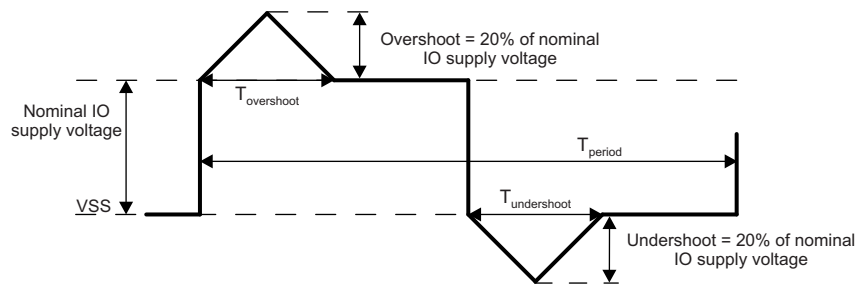 Overshoot = 20% of nominal
IO supply voltage
Nominal IO
supply voltage
Tovershoot
Tperiod
VSS
Tundershoot
Undershoot = 20% of nominal
IO supply voltage